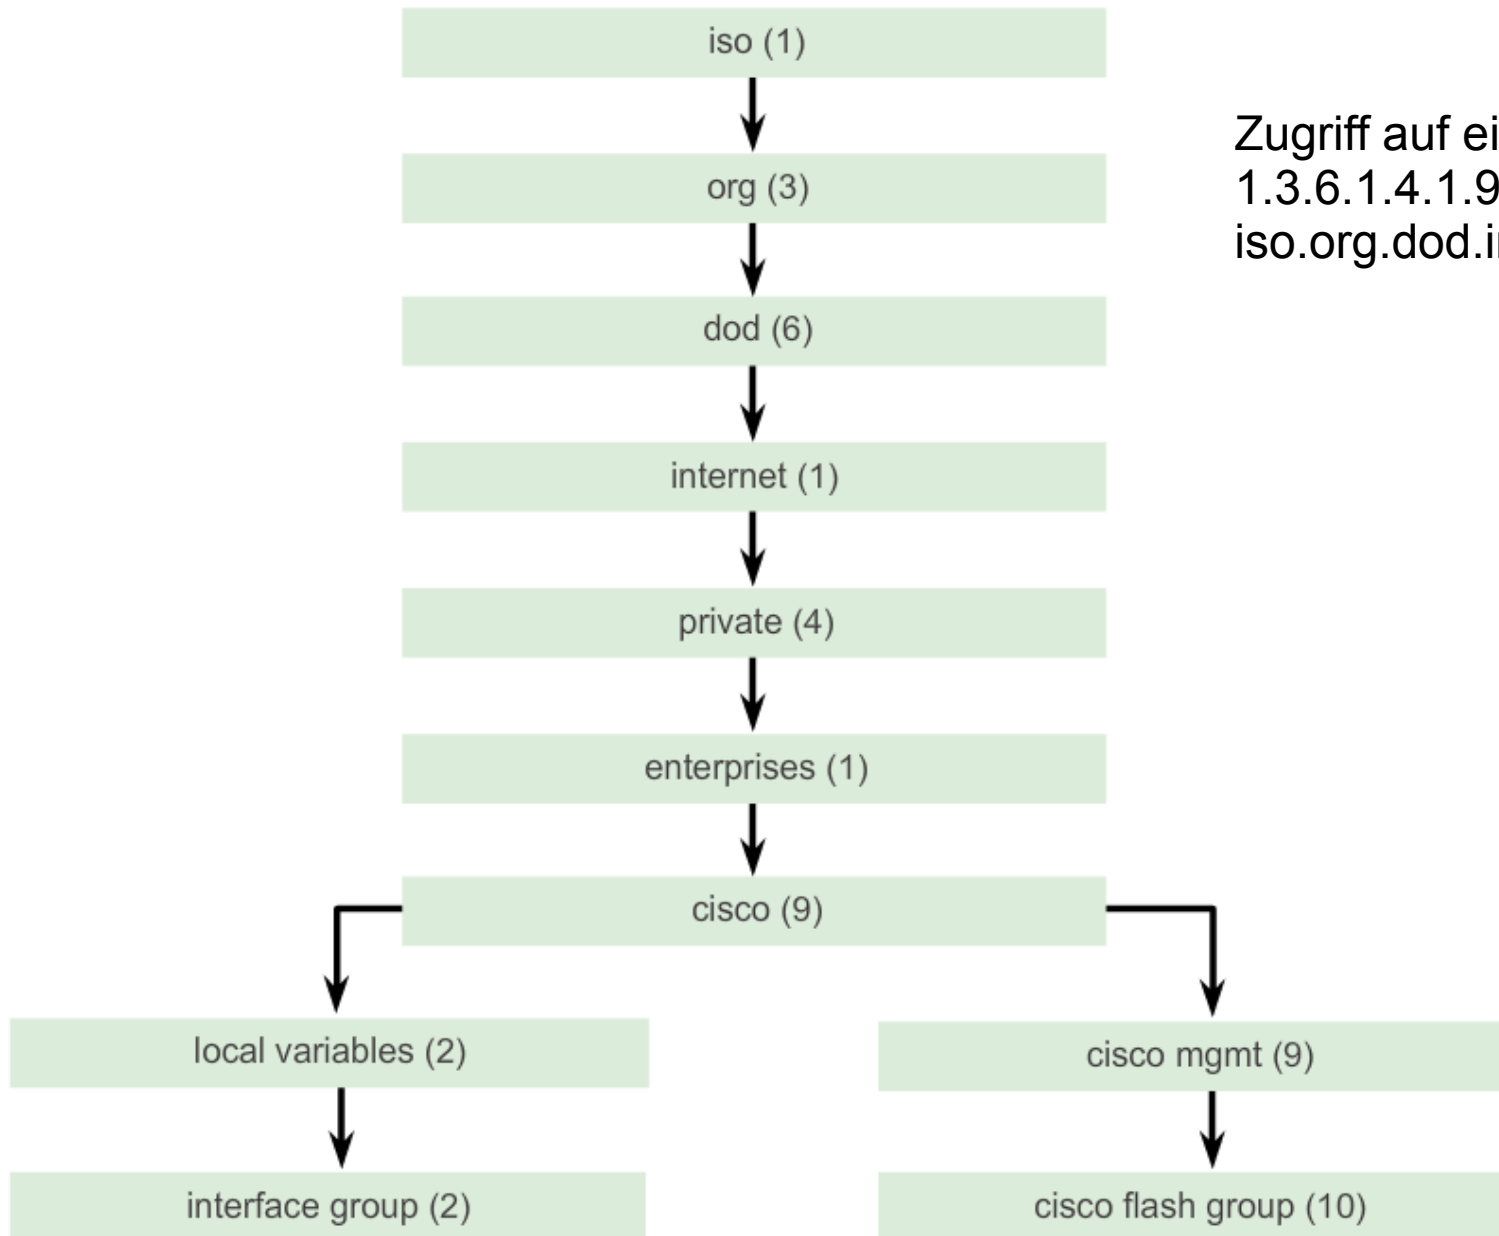 iso (1)
Zugriff auf ei
1.3.6.1.4.1.9
iso.org.dod.i
org (3)
dod (6)
internet (1)
private (4)
enterprises (1)
cisco (9)
local variables (2)
cisco mgmt (9)
interface group (2)
cisco flash group (10)